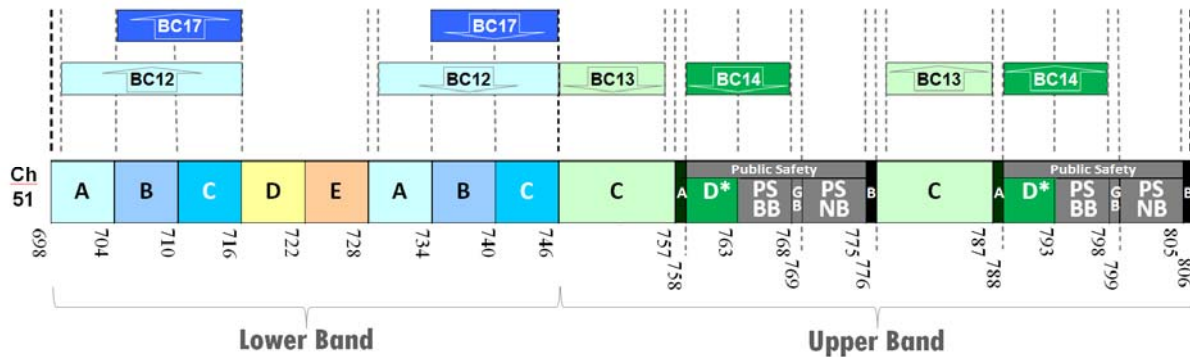 BC17 BC17
BC12 BC12 BC13 BC14 BC13 BC14
Public Safety Public Safety
Ch 51 A B C D E A B C C A D* PS BB GB PS NB B C A D* PS BB GB PS NB B
698 704 710 716 722 728 734 740 746 757 758 763 768 769 775 776 787 788 793 798 799 805 806
Lower Band Upper Band